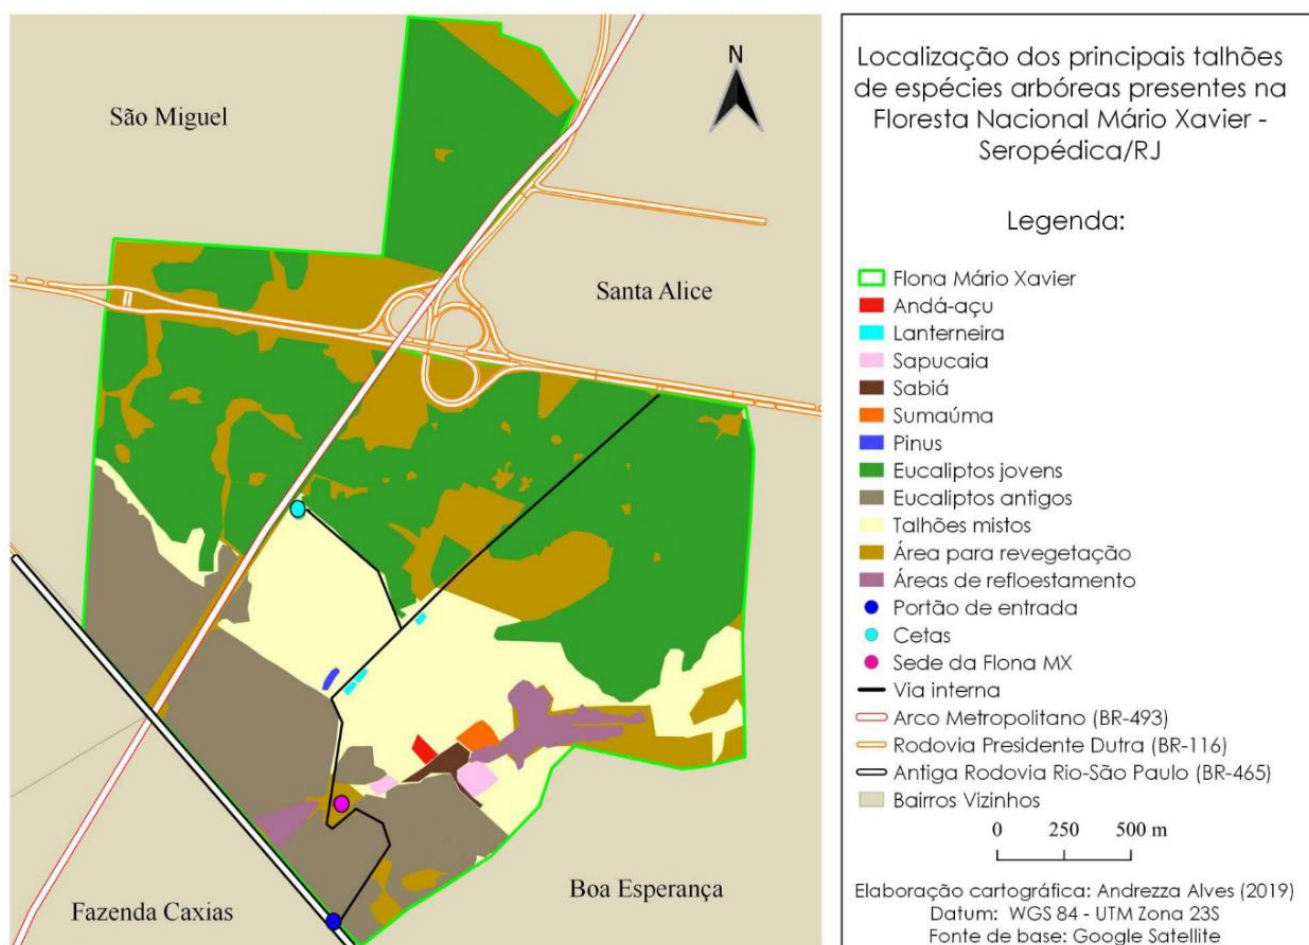 São Miguel
N
Santa Alice
Fazenda Caxias
Boa Esperança
Localização dos principais talhões
de espécies arbóreas presentes na
Floresta Nacional Mário Xavier -
Seropédica/RJ
Legenda:
Flona Mário Xavier
Andá-açu
Lanterneira
Sapucaia
Sabiá
Sumaúma
Pinus
Eucaliptos jovens
Eucaliptos antigos
Talhões mistos
Área para revegetação
Áreas de refloestamento
Portão de entrada
Cetas
Sede da Flona MX
Via interna
Arco Metropolitano (BR-493)
Rodovia Presidente Dutra (BR-116)
Antiga Rodovia Rio-São Paulo (BR-465)
Bairros Vizinhos
0 250 500 m
Elaboração cartográfica: Andrezza Alves (2019)
Datum: WGS 84 - UTM Zona 23S
Fonte de base: Google Satellite